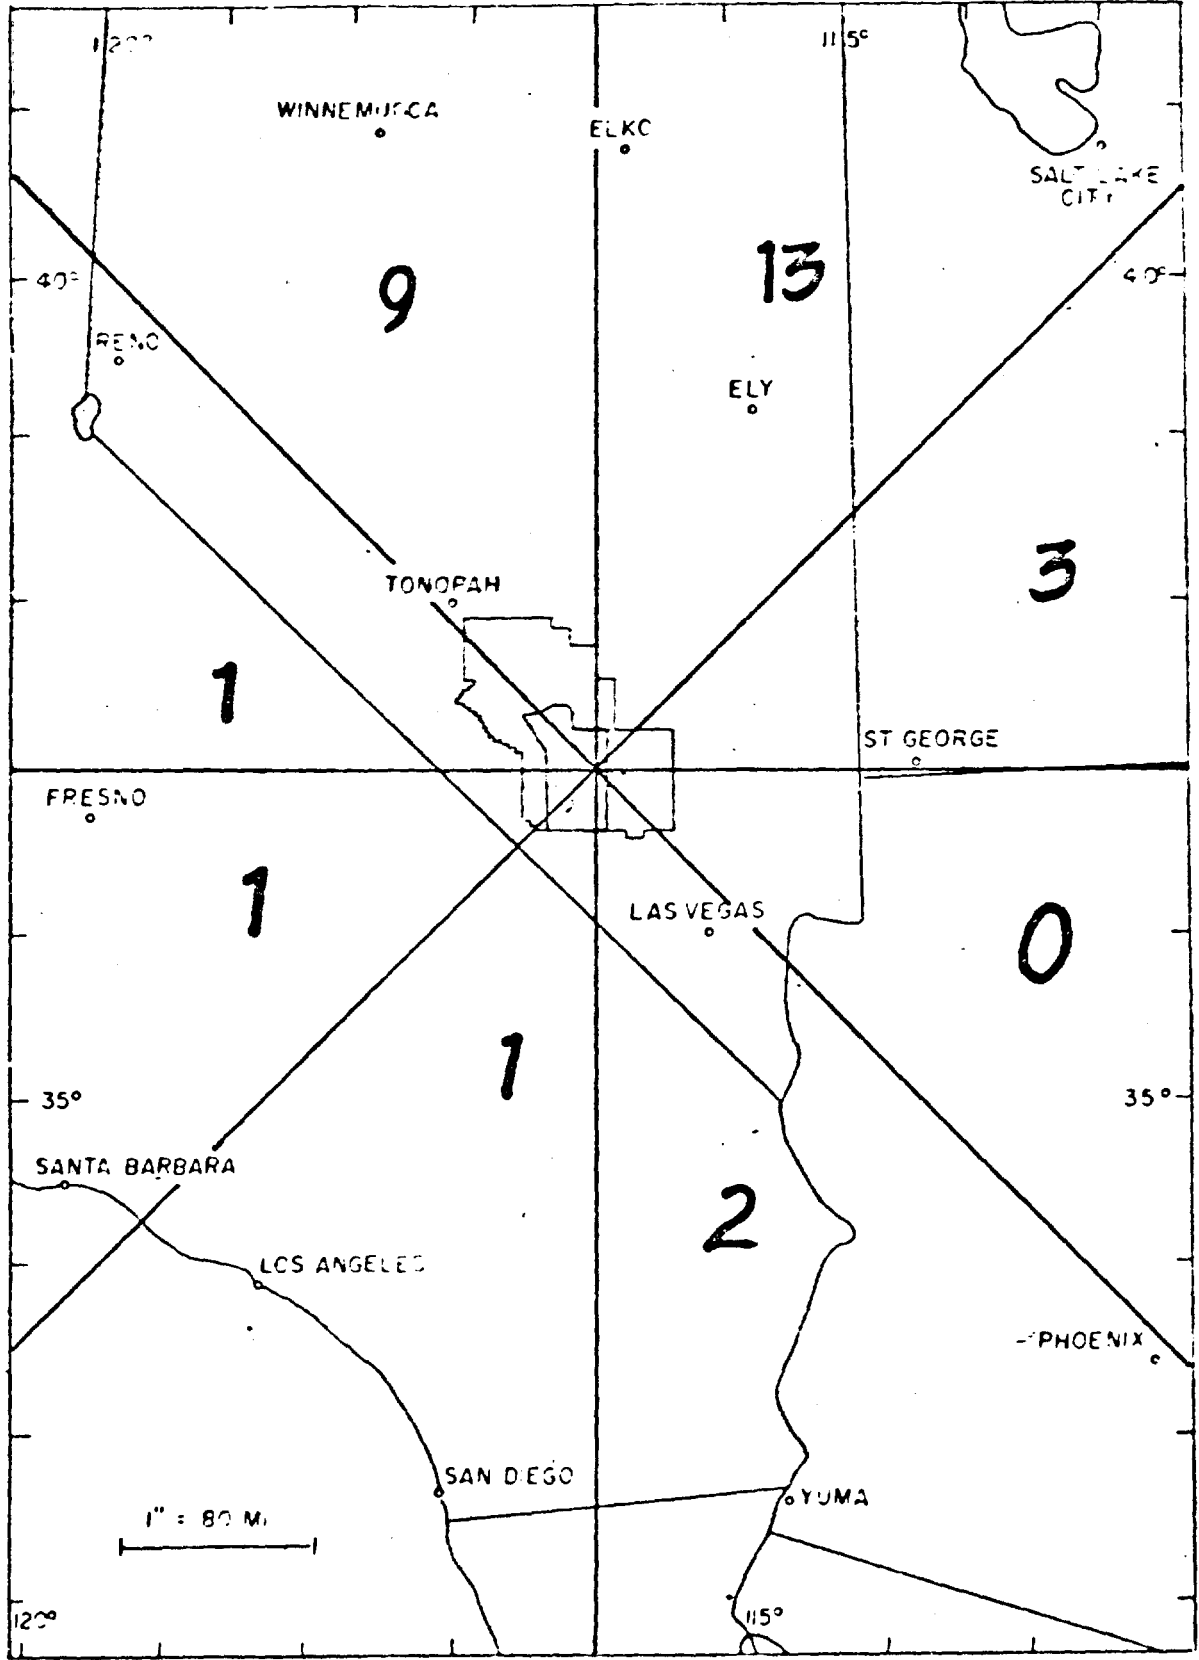 120°
115°
WINNEMUCCA
ELKO
SALT LAKE
CITY
9
13
40°
40°
RENO
ELY
TONOPAH
3
1
ST GEORGE
FRESNO
1
LAS VEGAS
0
1
35°
35°
SANTA BARBARA
2
LOS ANGELES
PHOENIX
SAN DIEGO
YUMA
1" = 80 MI
120°
115°